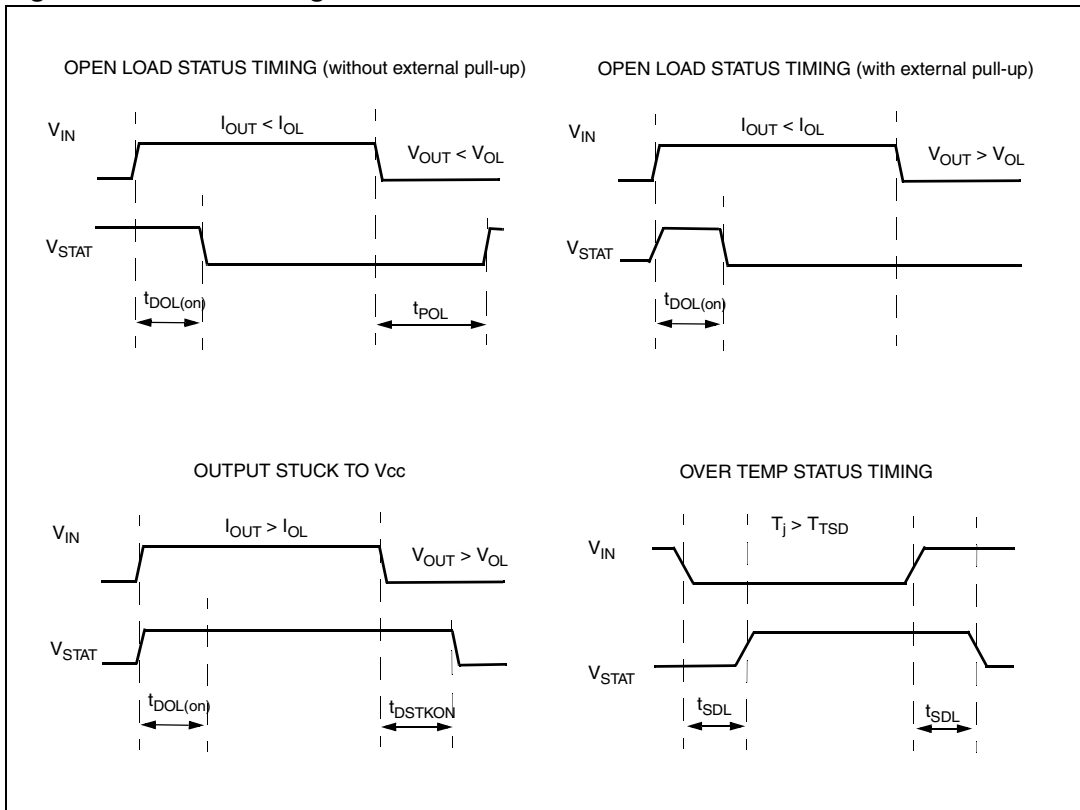 OPEN LOAD STATUS TIMING (without external pull-up)
V_IN
I_OUT < I_OL
V_OUT < V_OL
V_STAT
t_DOL(on)
t_POL
OPEN LOAD STATUS TIMING (with external pull-up)
V_IN
I_OUT < I_OL
V_OUT > V_OL
V_STAT
t_DOL(on)
OUTPUT STUCK TO Vcc
V_IN
I_OUT > I_OL
V_OUT > V_OL
V_STAT
t_DOL(on)
t_DSTKON
OVER TEMP STATUS TIMING
V_IN
T_j > T_TSD
V_STAT
t_SDL
t_SDL